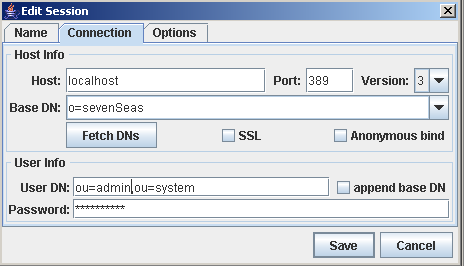 Edit Session
Name Connection Options
Host Info
Host: localhost Port: 389 Version: 3
Base DN: o=sevenSeas
Fetch DNs SSL Anonymous bind
User Info
User DN: ou=admin,ou=system append base DN
Password: **********
Save Cancel